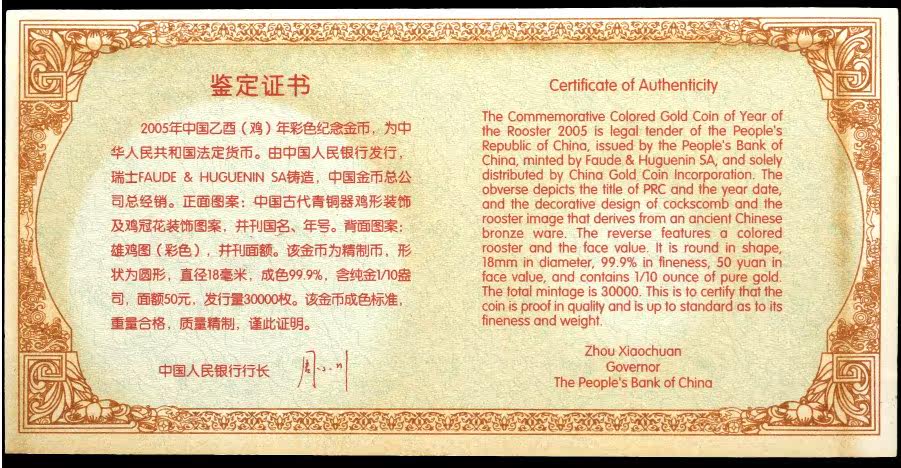 鉴定证书
2005年中国乙酉（鸡）年彩色纪念金币，为中
华人民共和国法定货币。由中国人民银行发行，
瑞士FAUDE & HUGUENIN SA铸造，中国金币总公
司总经销。正面图案：中国古代青铜器鸡形装饰
及鸡冠花装饰图案，并刊国名、年号。背面图案：
雄鸡图（彩色），并刊面额。该金币为精制币，形
状为圆形，直径18毫米，成色99.9%，含纯金1/10盎
司，面额50元，发行量30000枚。该金币成色标准，
重量合格，质量精制，谨此证明。
中国人民银行行长 周小川
Certificate of Authenticity
The Commemorative Colored Gold Coin of Year of
the Rooster 2005 is legal tender of the People's
Republic of China, issued by the People's Bank of
China, minted by Faude & Huguenin SA, and solely
distributed by China Gold Coin Incorporation. The
obverse depicts the title of PRC and the year date,
and the decorative design of cockscomb and the
rooster image that derives from an ancient Chinese
bronze ware. The reverse features a colored
rooster and the face value. It is round in shape,
18mm in diameter, 99.9% in fineness, 50 yuan in
face value, and contains 1/10 ounce of pure gold.
The total mintage is 30000. This is to certify that the
coin is proof in quality and is up to standard as to its
fineness and weight.
Zhou Xiaochuan
Governor
The People's Bank of China